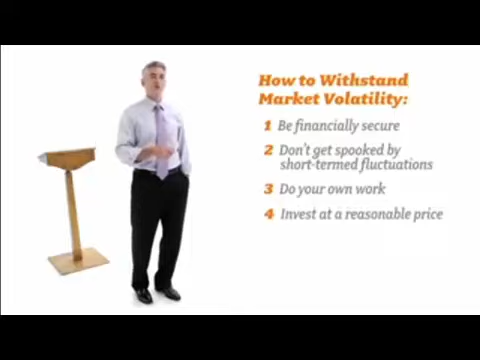 How to Withstand
Market Volatility:
1 Be financially secure
2 Don't get spooked by
short-termed fluctuations
3 Do your own work
4 Invest at a reasonable price